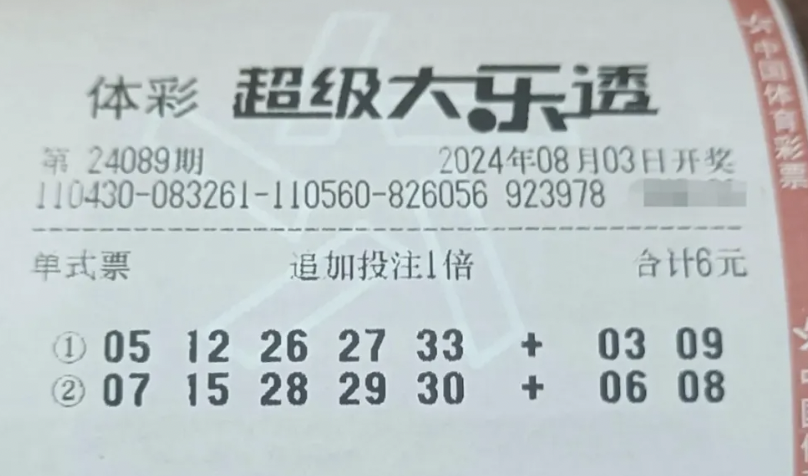 体彩 超级大乐透
第 24089期 2024年08月03日开奖
110430-083261-110560-826056 923978
单式票 追加投注1倍 合计6元
① 05 12 26 27 33 + 03 09
② 07 15 28 29 30 + 06 08
中国体育彩票
中国体